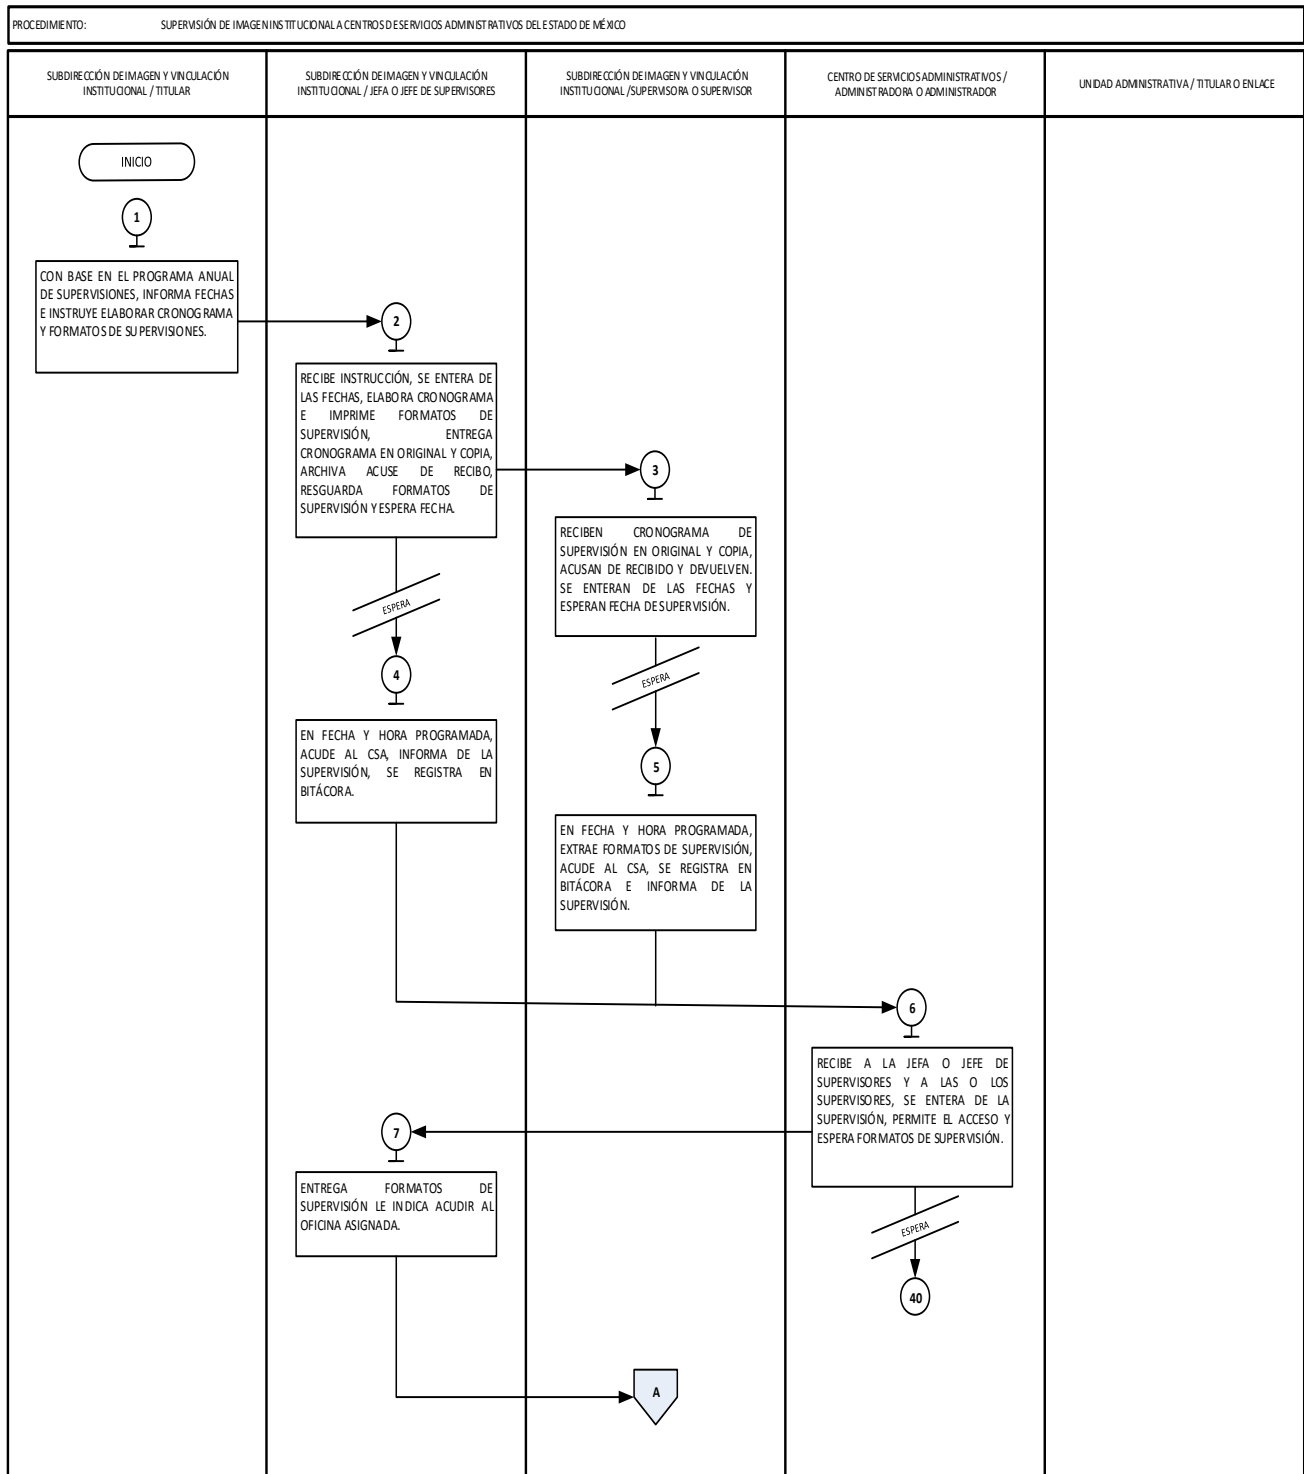 PROCEDIMIENTO: SUPERVISIÓN DE IMAGEN INSTITUCIONAL A CENTROS DE SERVICIOS ADMINISTRATIVOS DEL ESTADO DE MÉXICO
SUBDIRECCIÓN DE IMAGEN Y VINCULACIÓN
INSTITUCIONAL / TITULAR
SUBDIRECCIÓN DE IMAGEN Y VINCULACIÓN
INSTITUCIONAL / JEFA O JEFE DE SUPERVISORES
SUBDIRECCIÓN DE IMAGEN Y VINCULACIÓN
INSTITUCIONAL /SUPERVISORA O SUPERVISOR
CENTRO DE SERVICIOS ADMINISTRATIVOS /
ADMINISTRADORA O ADMINISTRADOR
UNIDAD ADMINISTRATIVA / TITULAR O ENLACE
INICIO
1
CON BASE EN EL PROGRAMA ANUAL
DE SUPERVISIONES, INFORMA FECHAS
E INSTRUYE ELABORAR CRONOGRAMA
Y FORMATOS DE SUPERVISIONES.
2
RECIBE INSTRUCCIÓN, SE ENTERA DE
LAS FECHAS, ELABORA CRONOGRAMA
E IMPRIME FORMATOS DE
SUPERVISIÓN, ENTREGA
CRONOGRAMA EN ORIGINAL Y COPIA,
ARCHIVA ACUSE DE RECIBO,
RESGUARDA FORMATOS DE
SUPERVISIÓN Y ESPERA FECHA.
3
RECIBEN CRONOGRAMA DE
SUPERVISIÓN EN ORIGINAL Y COPIA,
ACUSAN DE RECIBIDO Y DEVUELVEN.
SE ENTERAN DE LAS FECHAS Y
ESPERAN FECHA DE SUPERVISIÓN.
ESPERA
4
EN FECHA Y HORA PROGRAMADA,
ACUDE AL CSA, INFORMA DE LA
SUPERVISIÓN, SE REGISTRA EN
BITÁCORA.
ESPERA
5
EN FECHA Y HORA PROGRAMADA,
EXTRAE FORMATOS DE SUPERVISIÓN,
ACUDE AL CSA, SE REGISTRA EN
BITÁCORA E INFORMA DE LA
SUPERVISIÓN.
6
RECIBE A LA JEFA O JEFE DE
SUPERVISORES Y A LAS O LOS
SUPERVISORES, SE ENTERA DE LA
SUPERVISIÓN, PERMITE EL ACCESO Y
ESPERA FORMATOS DE SUPERVISIÓN.
7
ENTREGA FORMATOS DE
SUPERVISIÓN LE INDICA ACUDIR AL
OFICINA ASIGNADA.
ESPERA
40
A